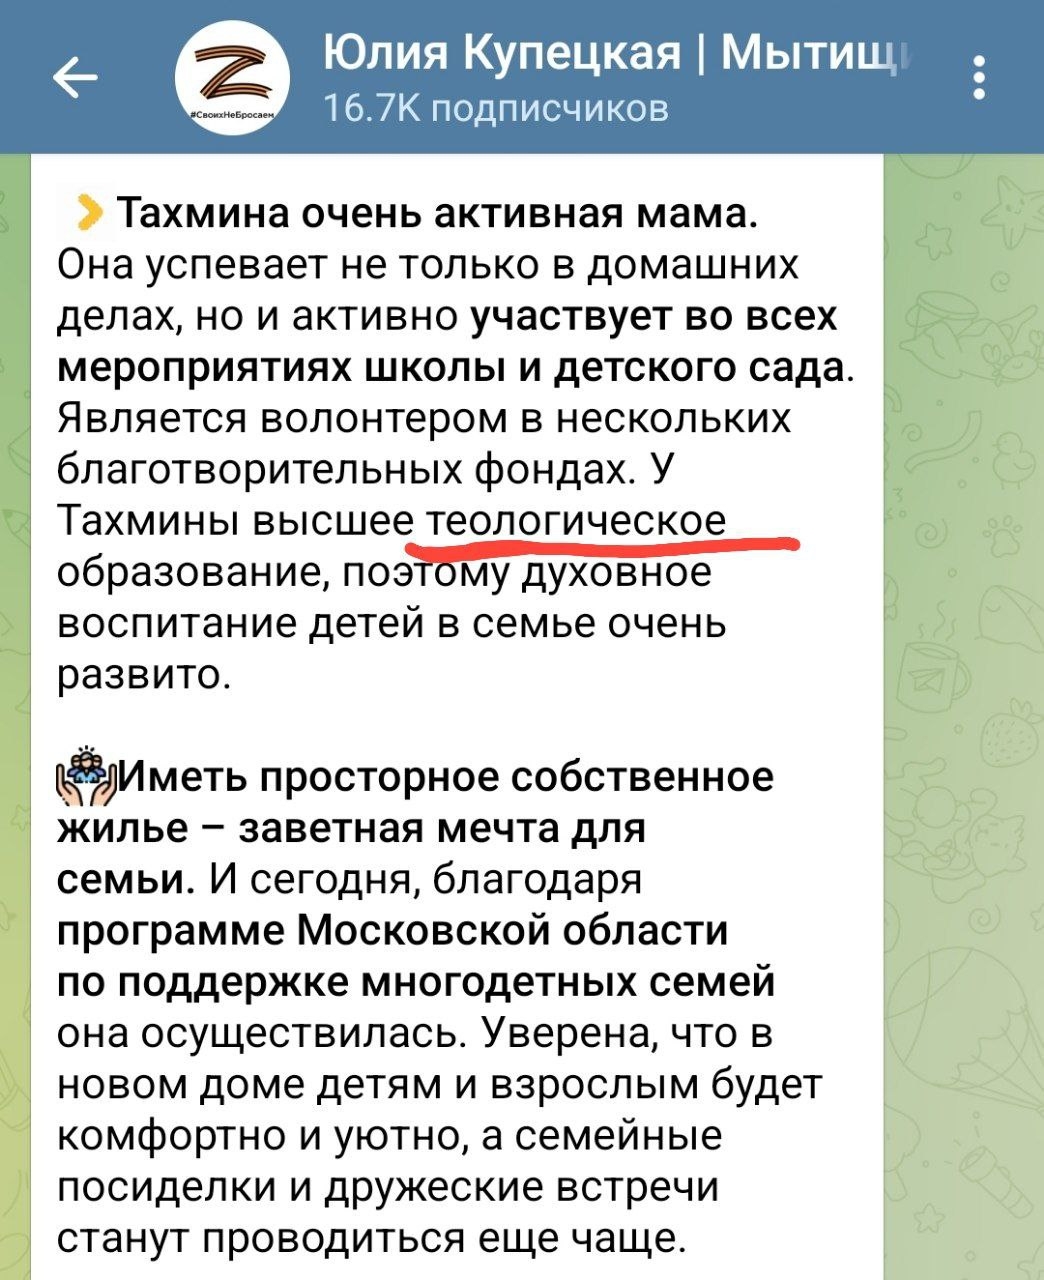 Юлия Купецкая | Мытищ
16.7К подписчиков
#СвоихНеБросаем
Тахмина очень активная мама.
Она успевает не только в домашних
делах, но и активно участвует во всех
мероприятиях школы и детского сада.
Является волонтером в нескольких
благотворительных фондах. У
Тахмины высшее теологическое
образование, поэтому духовное
воспитание детей в семье очень
развито.
Иметь просторное собственное
жилье – заветная мечта для
семьи. И сегодня, благодаря
программе Московской области
по поддержке многодетных семей
она осуществилась. Уверена, что в
новом доме детям и взрослым будет
комфортно и уютно, а семейные
посиделки и дружеские встречи
станут проводиться еще чаще.